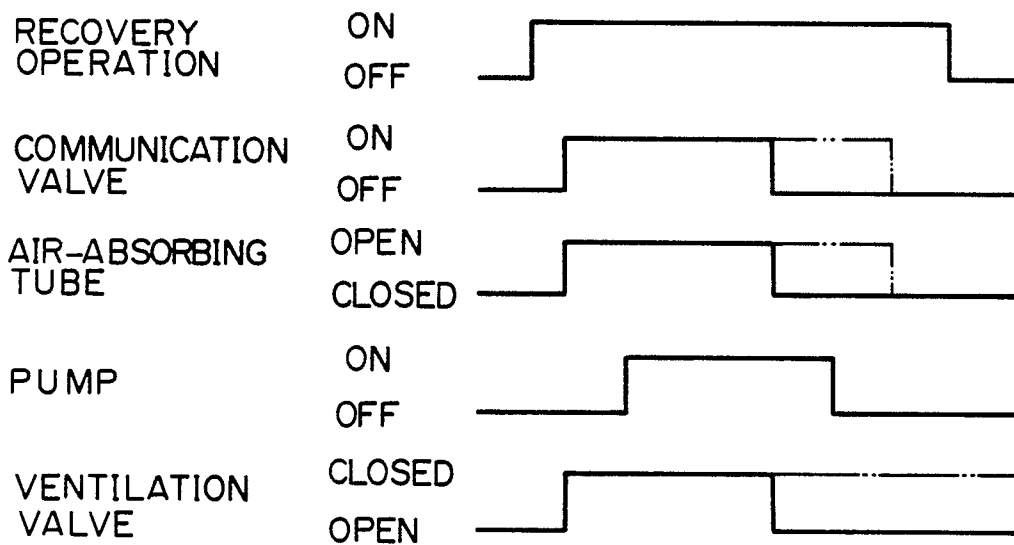 RECOVERY
OPERATION
ON
OFF
COMMUNICATION
VALVE
ON
OFF
AIR-ABSORBING
TUBE
OPEN
CLOSED
PUMP
ON
OFF
VENTILATION
VALVE
CLOSED
OPEN